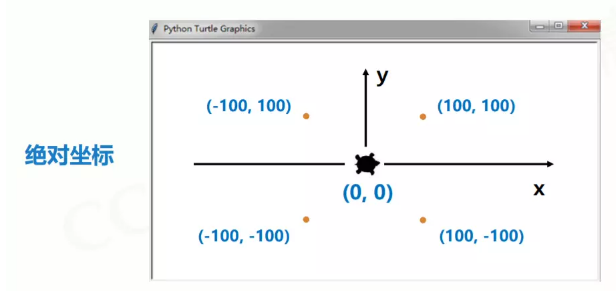 Python Turtle Graphics
y
(-100, 100)
(100, 100)
绝对坐标
(0, 0)
x
(-100, -100)
(100, -100)